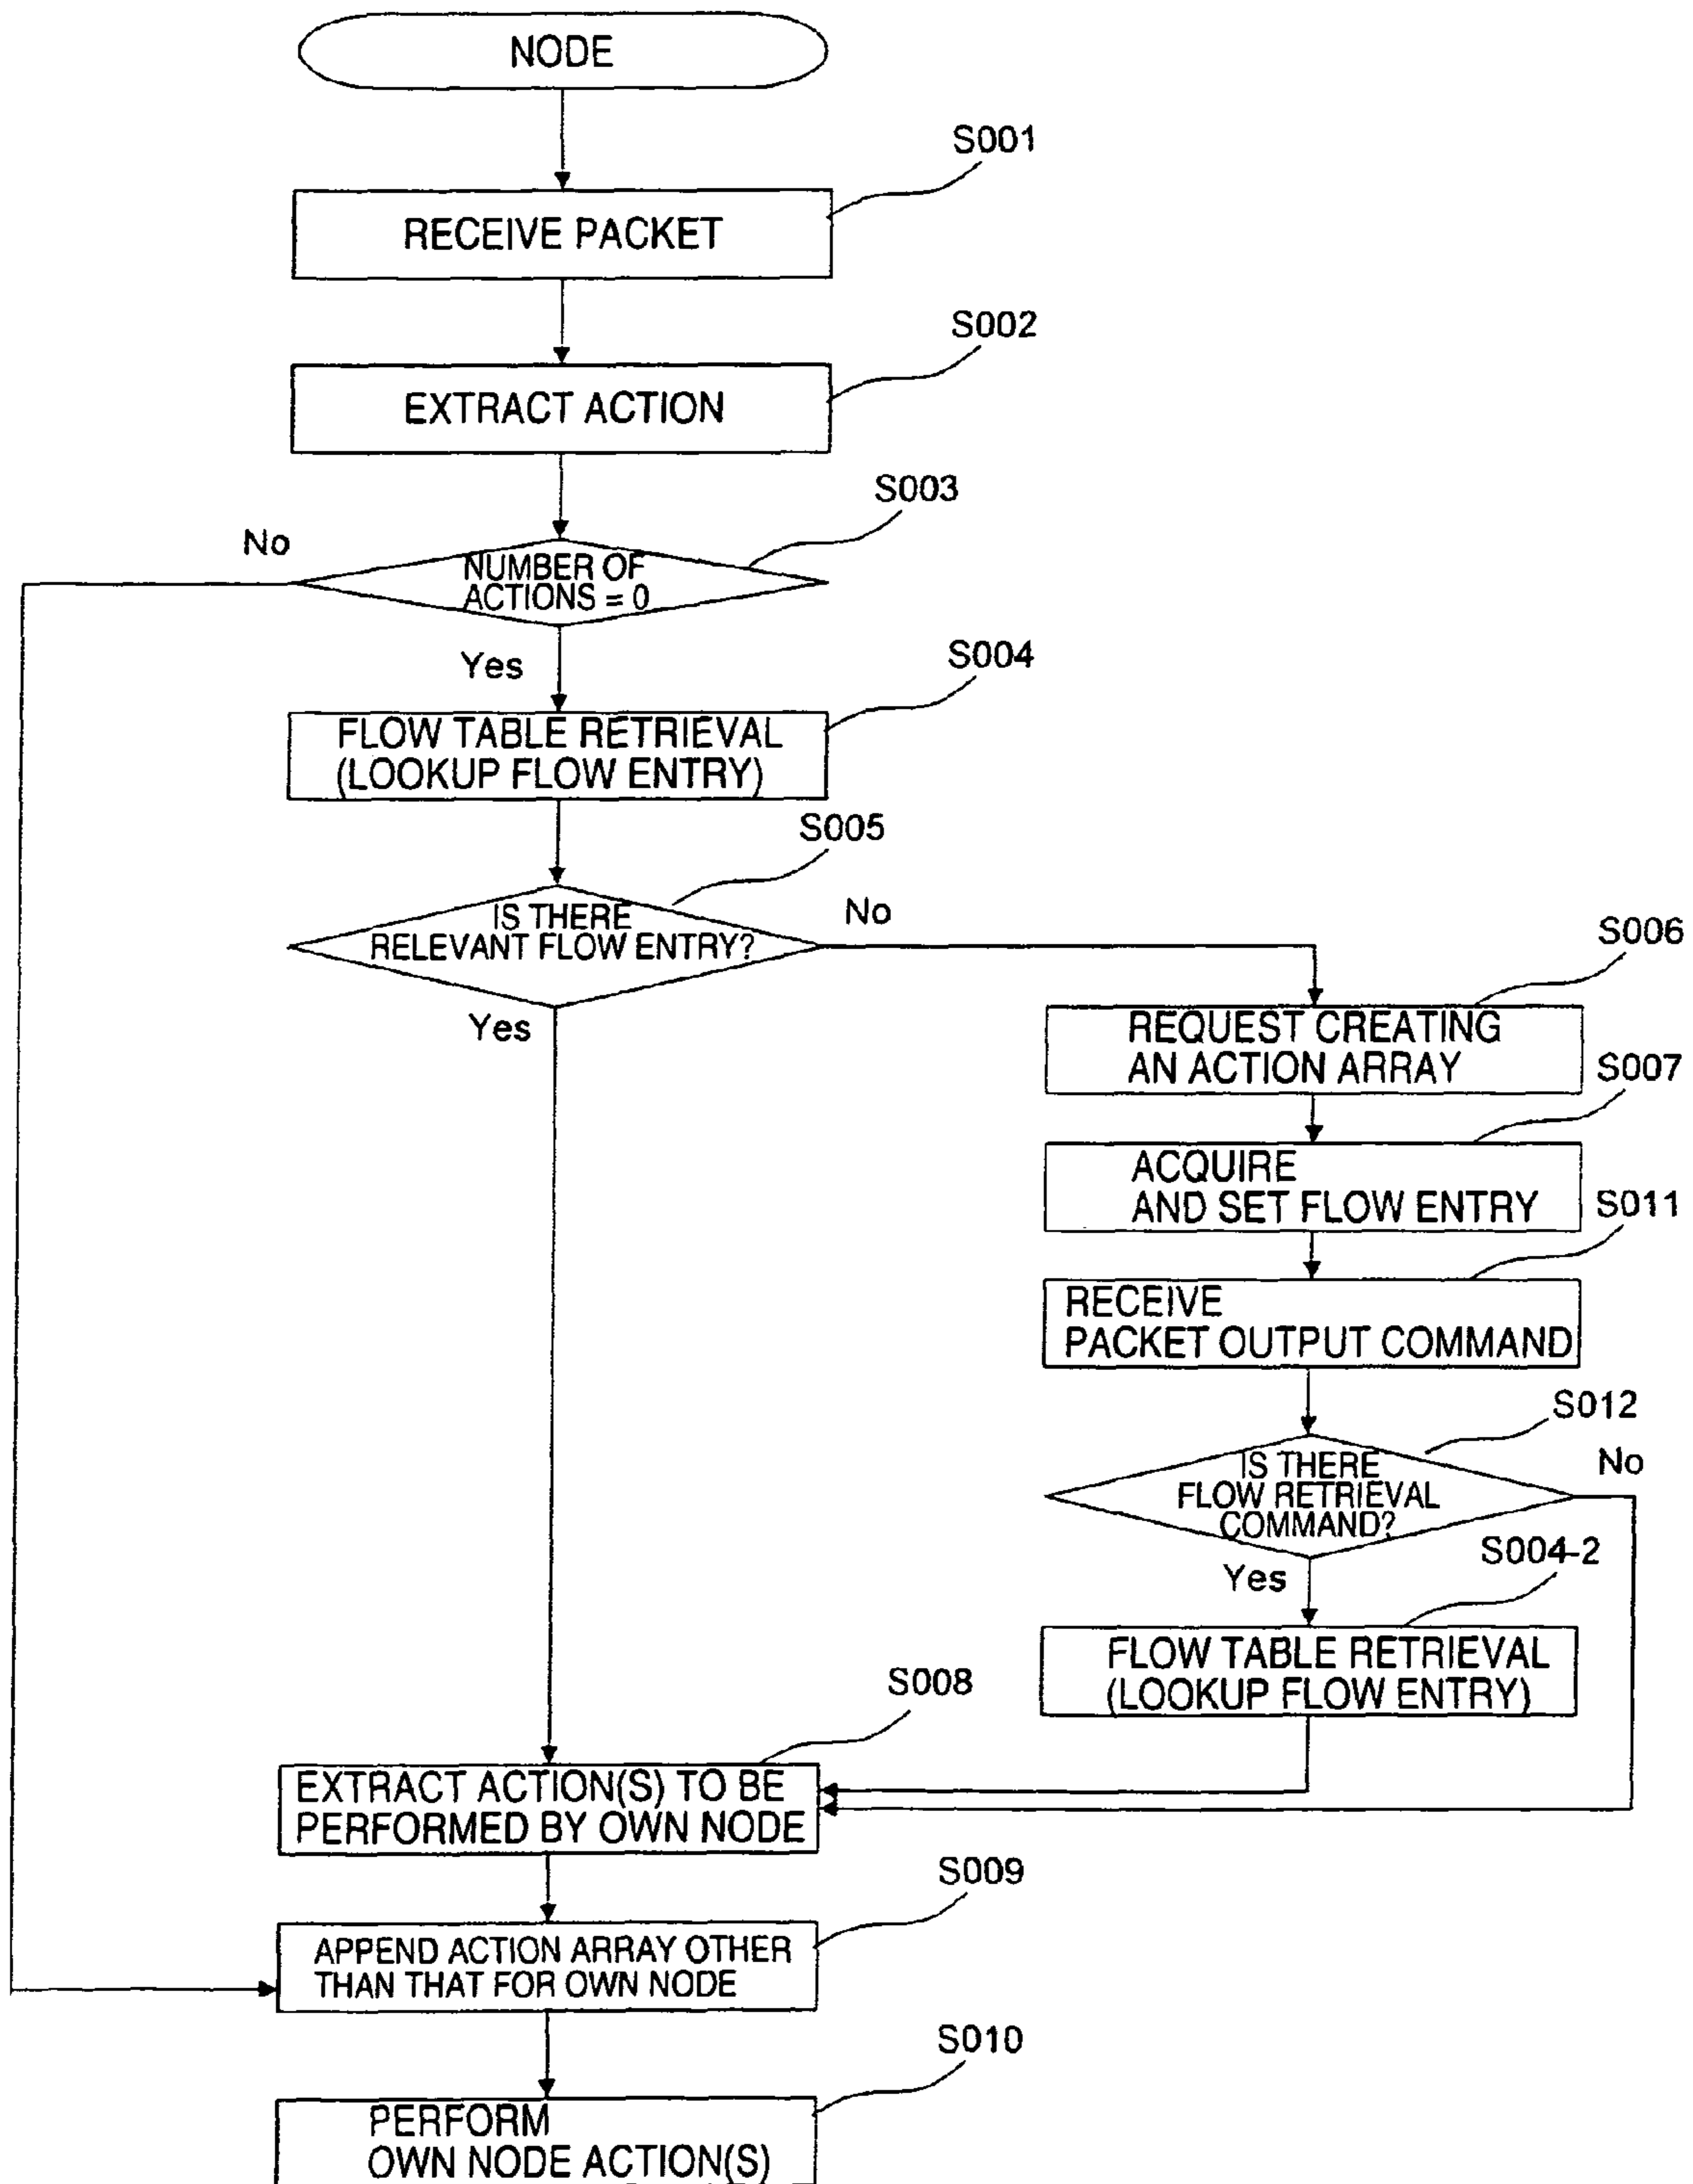 NODE
S001
RECEIVE PACKET
S002
EXTRACT ACTION
S003
No
NUMBER OF
ACTIONS = 0
Yes
S004
FLOW TABLE RETRIEVAL
(LOOKUP FLOW ENTRY)
S005
IS THERE
RELEVANT FLOW ENTRY?
No
Yes
S006
REQUEST CREATING
AN ACTION ARRAY
S007
ACQUIRE
AND SET FLOW ENTRY
S011
RECEIVE
PACKET OUTPUT COMMAND
S012
IS THERE
FLOW RETRIEVAL
COMMAND?
No
Yes
S004-2
FLOW TABLE RETRIEVAL
(LOOKUP FLOW ENTRY)
S008
EXTRACT ACTION(S) TO BE
PERFORMED BY OWN NODE
S009
APPEND ACTION ARRAY OTHER
THAN THAT FOR OWN NODE
S010
PERFORM
OWN NODE ACTION(S)